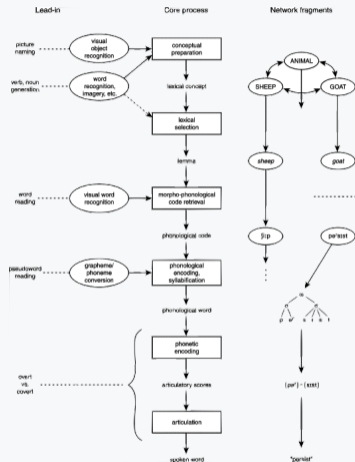 Lead-in
Core process
Network fragments
picture
naming
visual
object
recognition
conceptual
preparation
ANIMAL
verb, noun
generation
word
recognition,
imagery, etc.
lexical concept
SHEEP
GOAT
lexical
selection
lemma
sheep
goat
word
reading
visual word
recognition
morpho-phonological
code retrieval
phonological code
pseudoword
reading
grapheme/
phoneme
conversion
phonological
encoding,
syllabification
phonological word
phonetic
encoding
overt
vs.
covert
articulatory scores
articulation
spoken word
"persist"